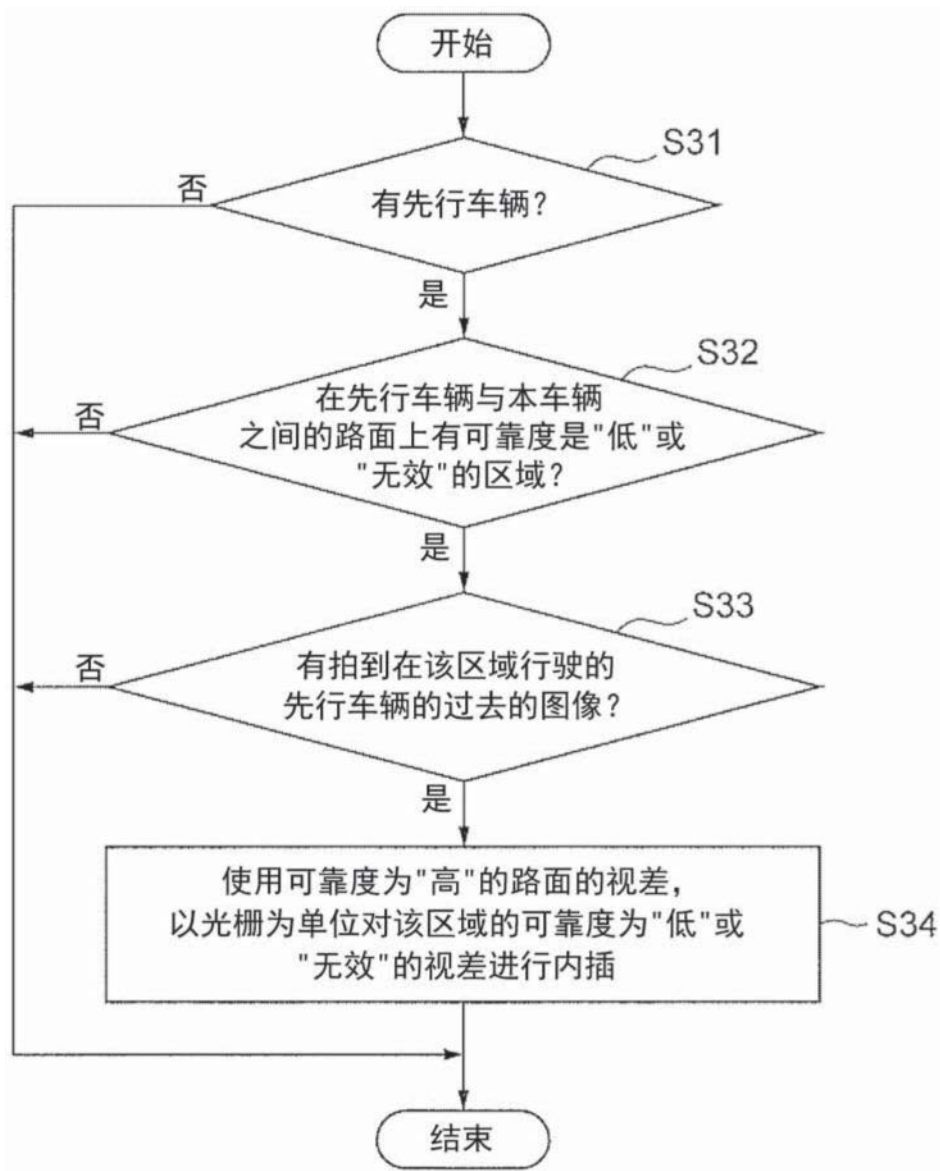 开始
S31
否
有先行车辆?
是
S32
否
在先行车辆与本车辆
之间的路面上有可靠度是"低"或
"无效"的区域?
是
S33
否
有拍到在该区域行驶的
先行车辆的过去的图像?
是
使用可靠度为"高"的路面的视差，
以光栅为单位对该区域的可靠度为"低"或
"无效"的视差进行内插
S34
结束